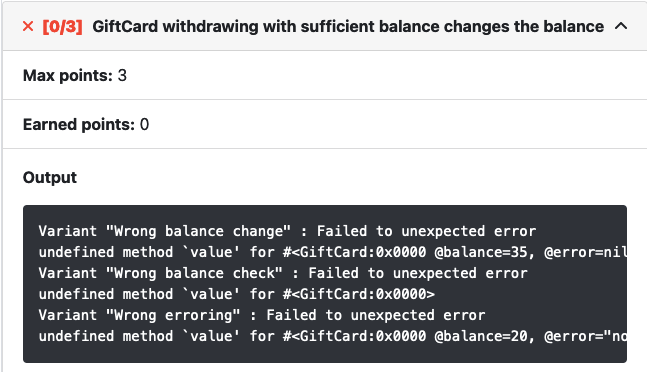 × [0/3] GiftCard withdrawing with sufficient balance changes the balance
Max points: 3
Earned points: 0
Output
Variant "Wrong balance change" : Failed to unexpected error
undefined method `value' for #<GiftCard:0x0000 @balance=35, @error=nil
Variant "Wrong balance check" : Failed to unexpected error
undefined method `value' for #<GiftCard:0x0000>
Variant "Wrong erroring" : Failed to unexpected error
undefined method `value' for #<GiftCard:0x0000 @balance=20, @error="no